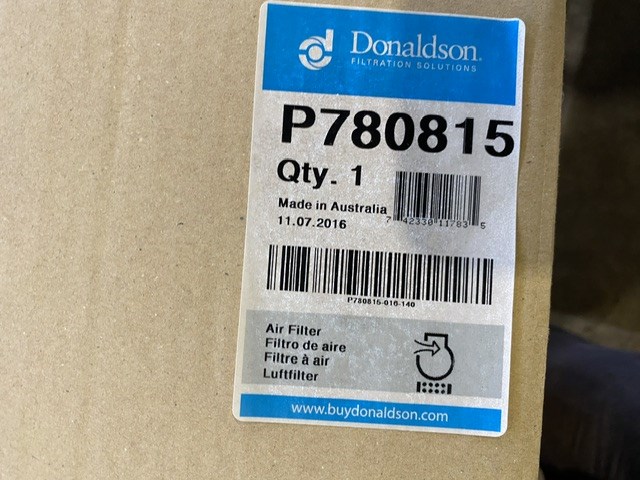 Donaldson.
FILTRATION SOLUTIONS
P780815
Qty. 1
Made in Australia
11.07.2016
7 42330 11783 5
P780815-016-140
Air Filter
Filtro de aire
Filtre à air
Luftfilter
www.buydonaldson.com